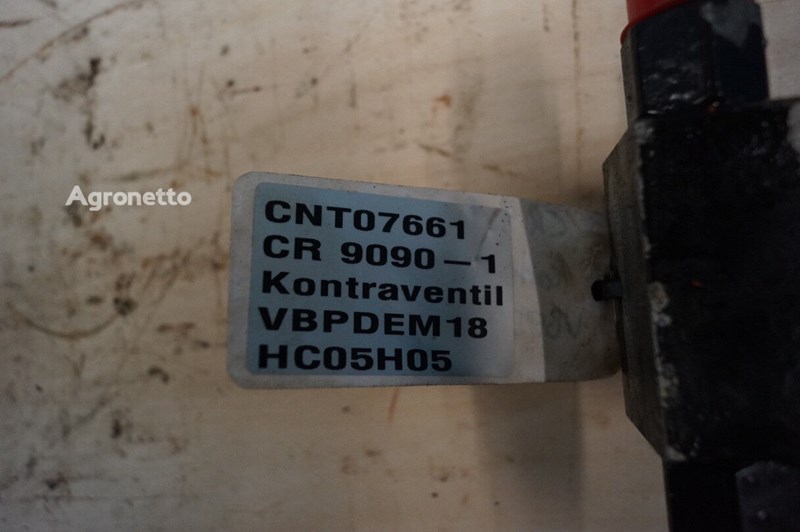 Agronetto
CNT07661
CR 9090-1
Kontraventil
VBPDEM18
HC05H05